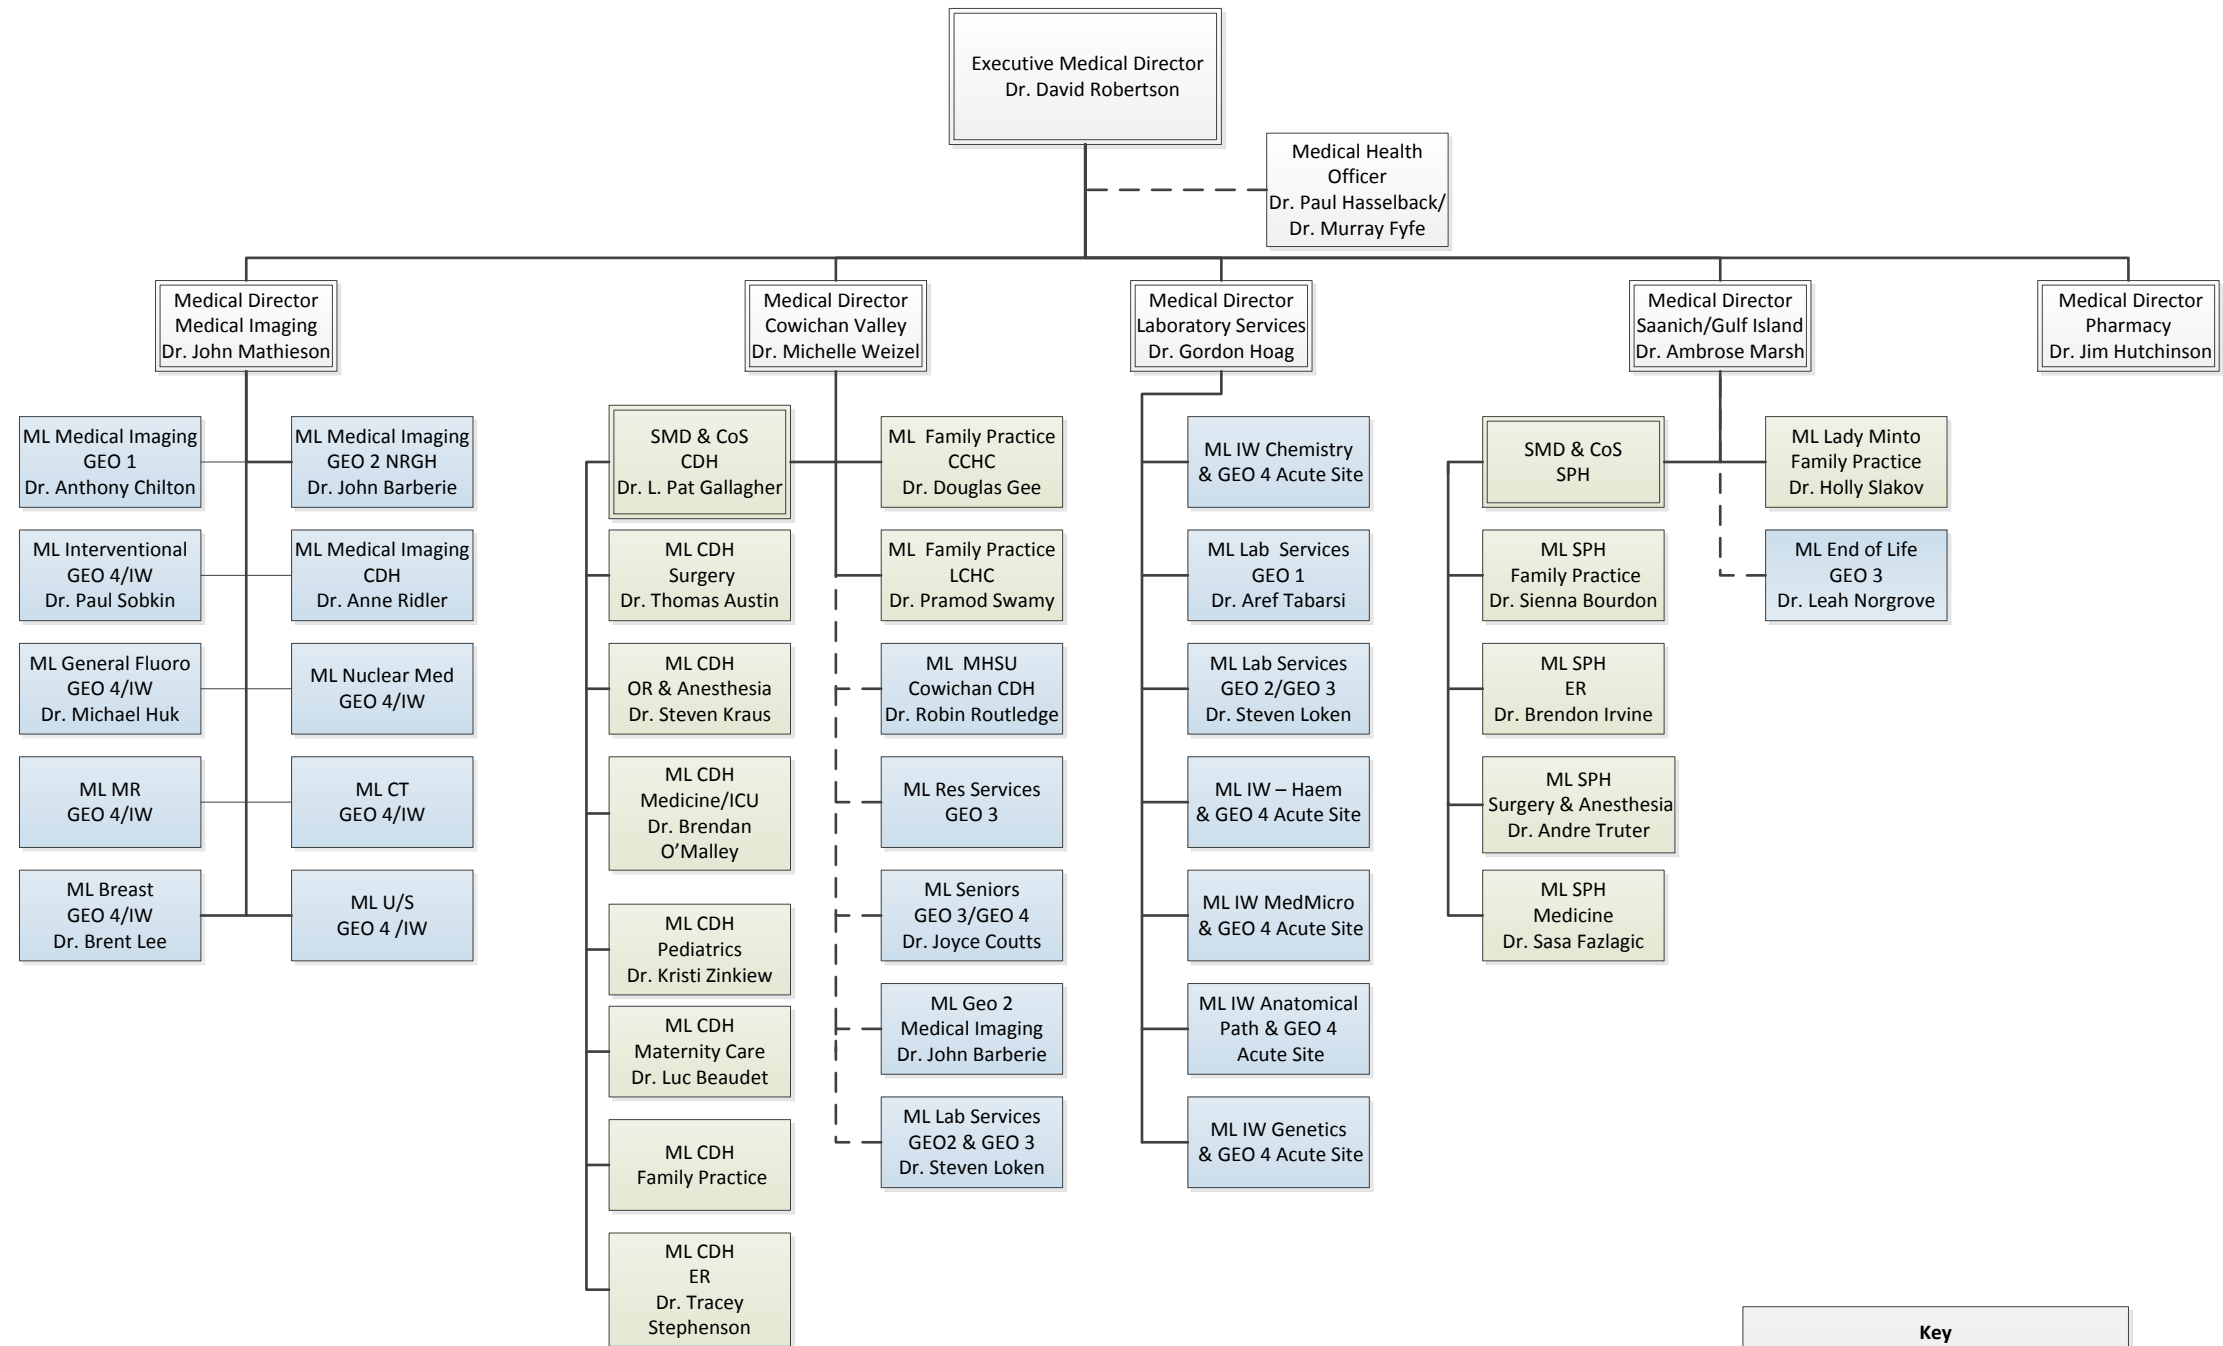 Executive Medical Director
Dr. David Robertson
Medical Health
Officer
Dr. Paul Hasselback/
Dr. Murray Fyfe
Medical Director
Medical Imaging
Dr. John Mathieson
Medical Director
Cowichan Valley
Dr. Michelle Weizel
Medical Director
Laboratory Services
Dr. Gordon Hoag
Medical Director
Saanich/Gulf Island
Dr. Ambrose Marsh
Medical Director
Pharmacy
Dr. Jim Hutchinson
ML Medical Imaging
GEO 1
Dr. Anthony Chilton
ML Medical Imaging
GEO 2 NRGH
Dr. John Barberie
ML Interventional
GEO 4/IW
Dr. Paul Sobkin
ML Medical Imaging
CDH
Dr. Anne Ridler
ML General Fluoro
GEO 4/IW
Dr. Michael Huk
ML Nuclear Med
GEO 4/IW
ML MR
GEO 4/IW
ML CT
GEO 4/IW
ML Breast
GEO 4/IW
Dr. Brent Lee
ML U/S
GEO 4 /IW
SMD & CoS
CDH
Dr. L. Pat Gallagher
ML CDH
Surgery
Dr. Thomas Austin
ML CDH
OR & Anesthesia
Dr. Steven Kraus
ML CDH
Medicine/ICU
Dr. Brendan
O’Malley
ML CDH
Pediatrics
Dr. Kristi Zinkiew
ML CDH
Maternity Care
Dr. Luc Beaudet
ML CDH
Family Practice
ML CDH
ER
Dr. Tracey
Stephenson
ML Family Practice
CCHC
Dr. Douglas Gee
ML Family Practice
LCHC
Dr. Pramod Swamy
ML MHSU
Cowichan CDH
Dr. Robin Routledge
ML Res Services
GEO 3
ML Seniors
GEO 3/GEO 4
Dr. Joyce Coutts
ML Geo 2
Medical Imaging
Dr. John Barberie
ML Lab Services
GEO2 & GEO 3
Dr. Steven Loken
ML IW Chemistry
& GEO 4 Acute Site
ML Lab Services
GEO 1
Dr. Aref Tabarsi
ML Lab Services
GEO 2/GEO 3
Dr. Steven Loken
ML IW – Haem
& GEO 4 Acute Site
ML IW MedMicro
& GEO 4 Acute Site
ML IW Anatomical
Path & GEO 4
Acute Site
ML IW Genetics
& GEO 4 Acute Site
SMD & CoS
SPH
ML SPH
Family Practice
Dr. Sienna Bourdon
ML SPH
ER
Dr. Brendon Irvine
ML SPH
Surgery & Anesthesia
Dr. Andre Truter
ML SPH
Medicine
Dr. Sasa Fazlagic
ML Lady Minto
Family Practice
Dr. Holly Slakov
ML End of Life
GEO 3
Dr. Leah Norgrove
Key